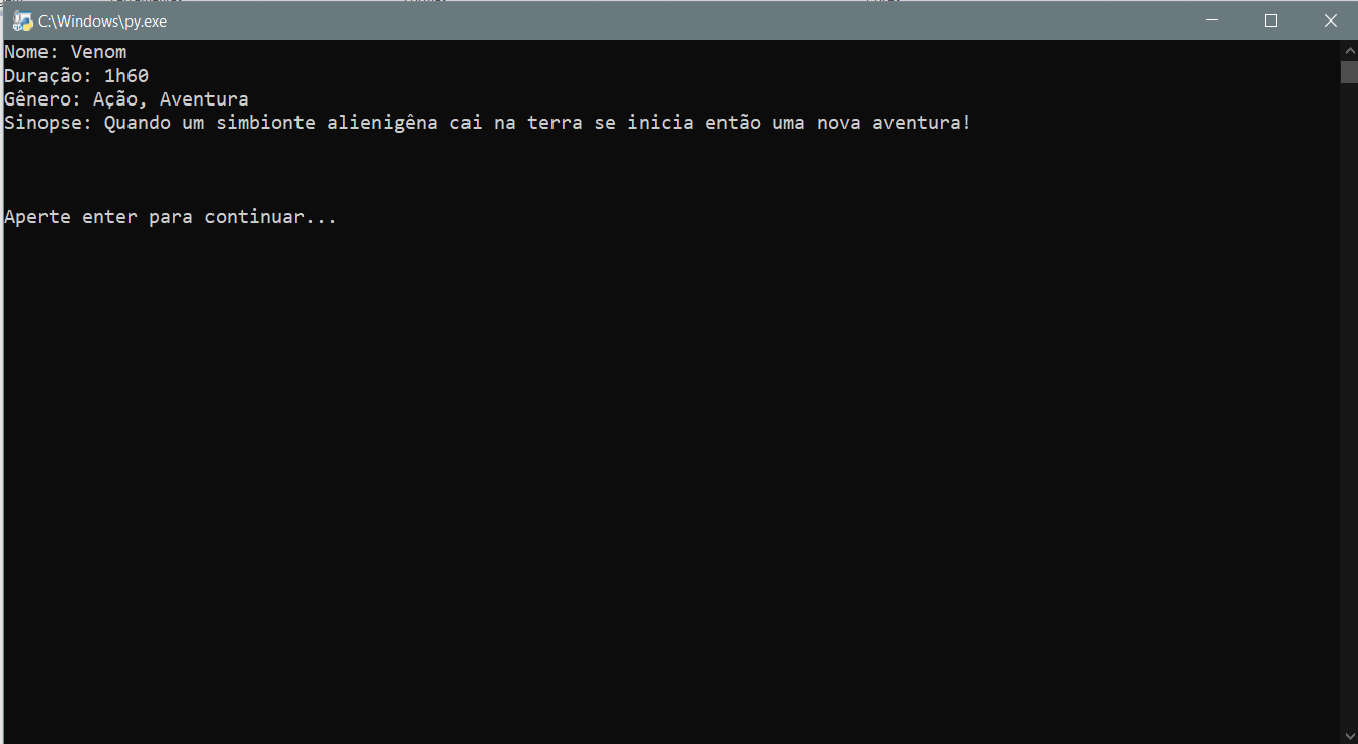 C:\Windows\py.exe
Nome: Venom
Duração: 1h60
Gênero: Ação, Aventura
Sinopse: Quando um simbionte alienigêna cai na terra se inicia então uma nova aventura!
Aperte enter para continuar...